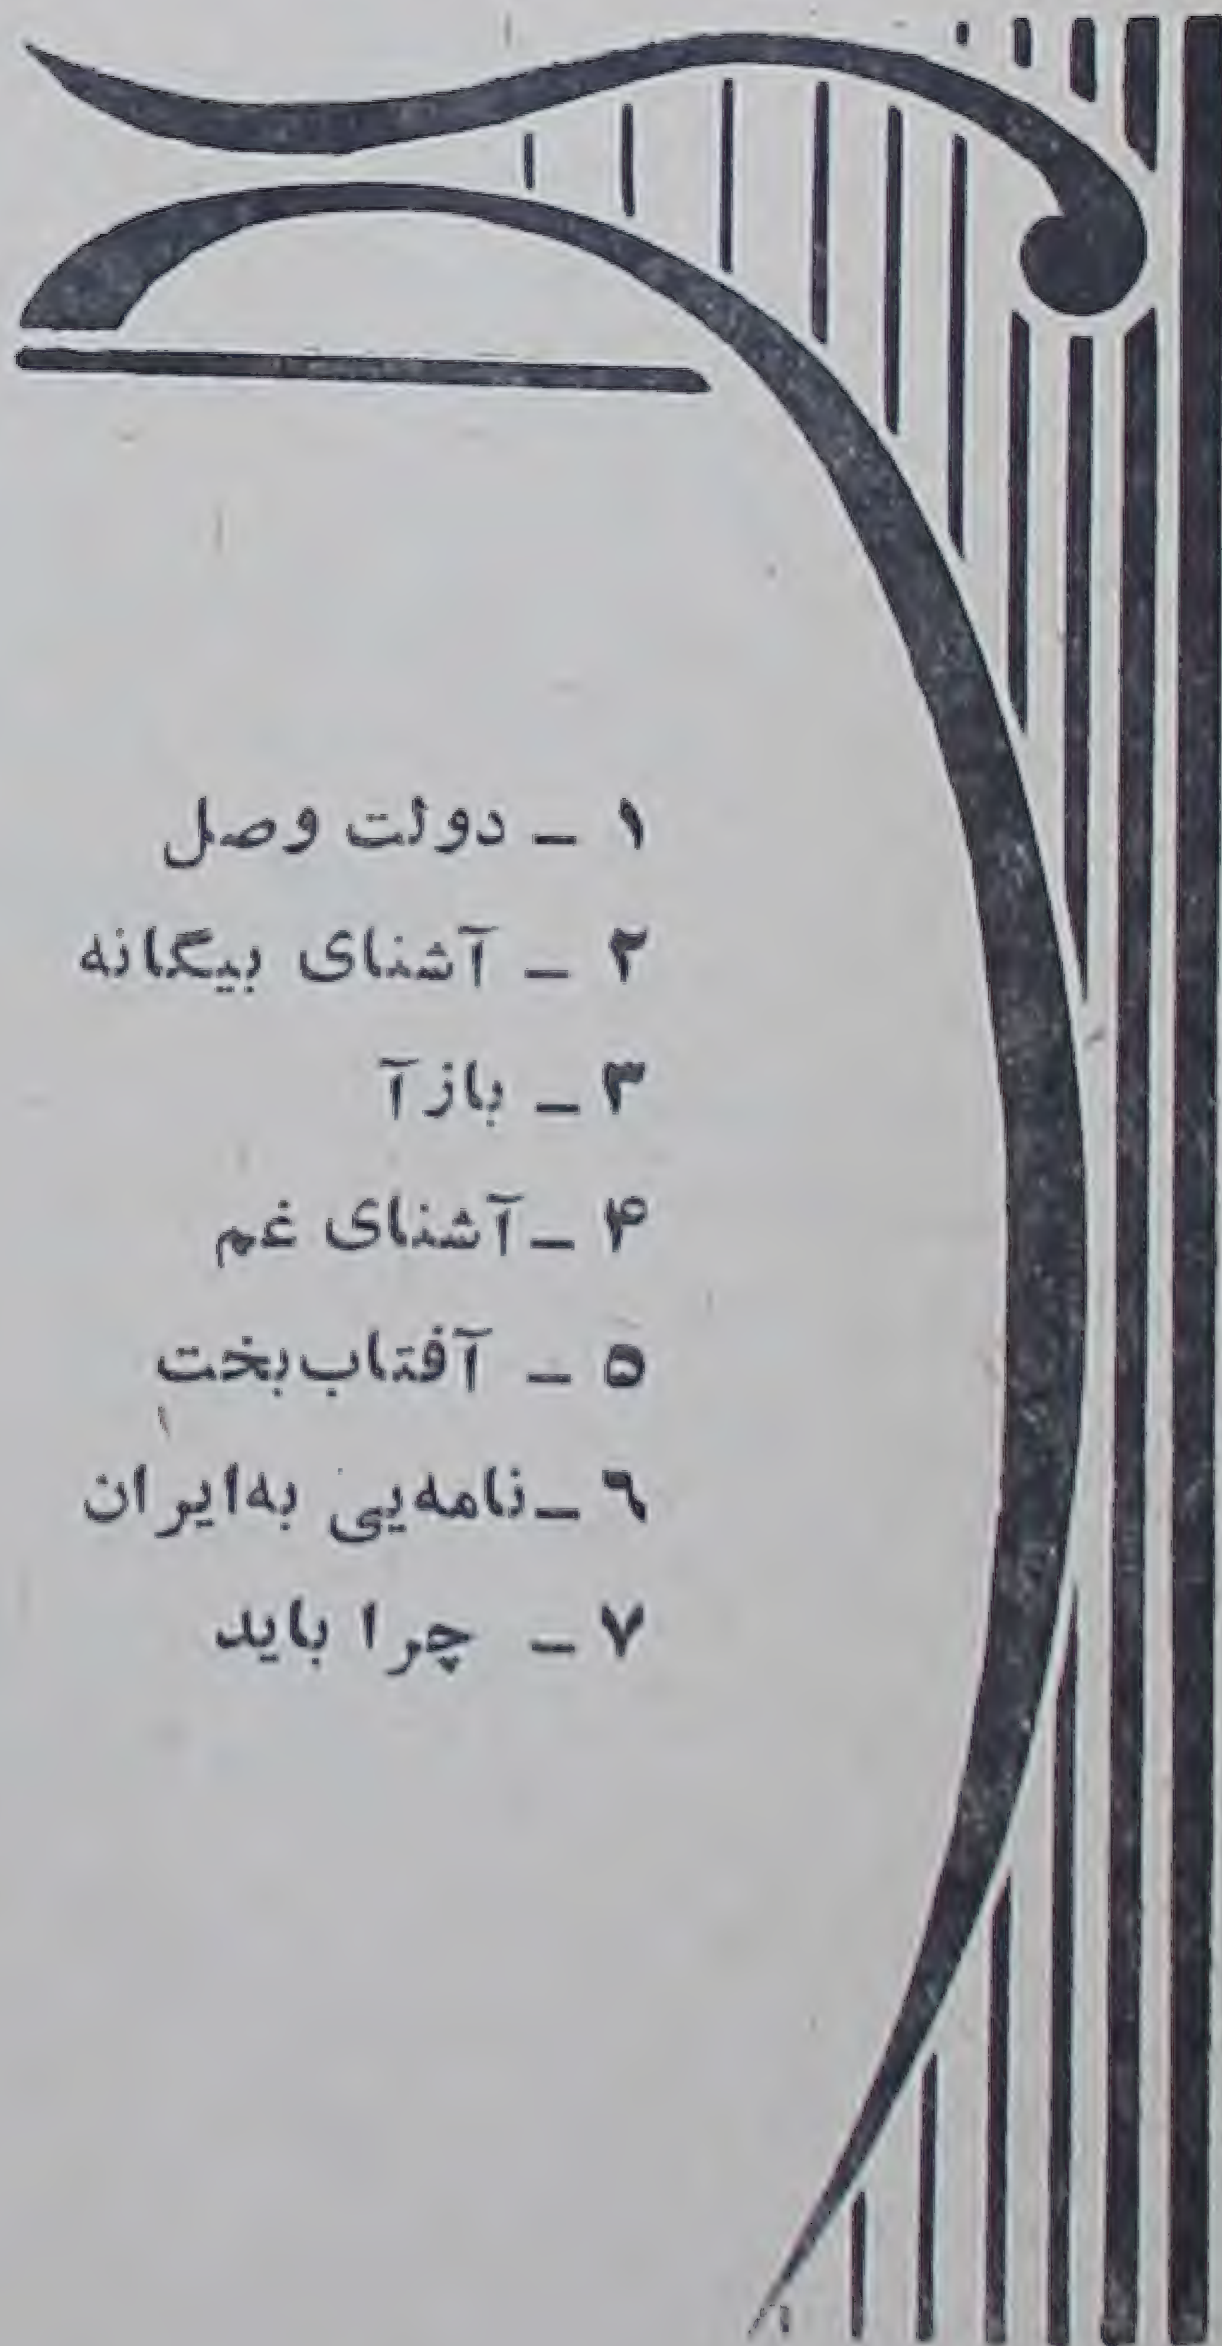 ۱ – دولت وصل
۲ – آشنای بیگانه
۳ – بازآ
۴ – آشنای غم
۵ – آفتاب‌بخت
۶ – نامه‌یی به‌ایران
۷ – چرا باید